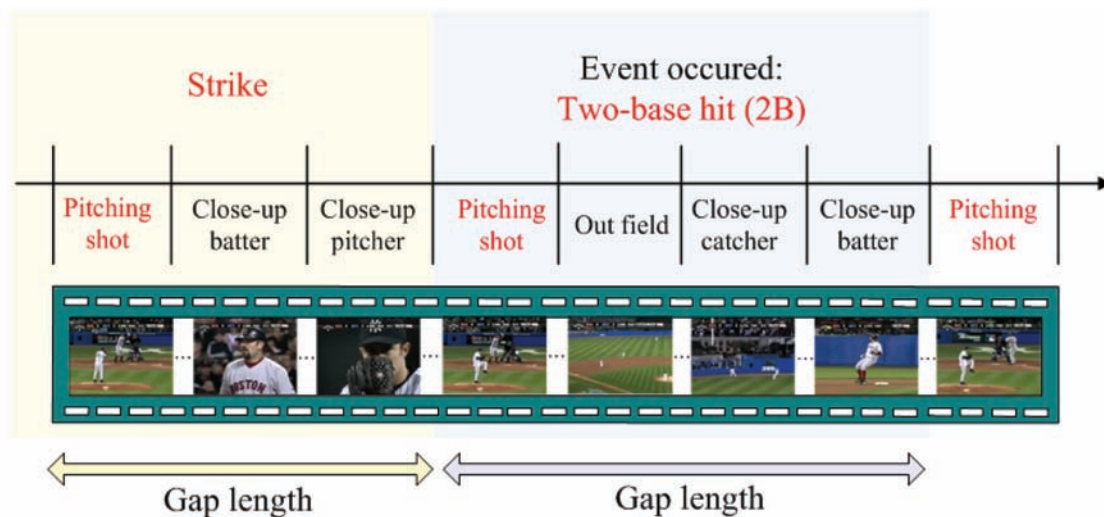 Strike
Event occured:
Two-base hit (2B)
Pitching
shot
Close-up
batter
Close-up
pitcher
Pitching
shot
Out field
Close-up
catcher
Close-up
batter
Pitching
shot
BOSTON
Gap length
Gap length